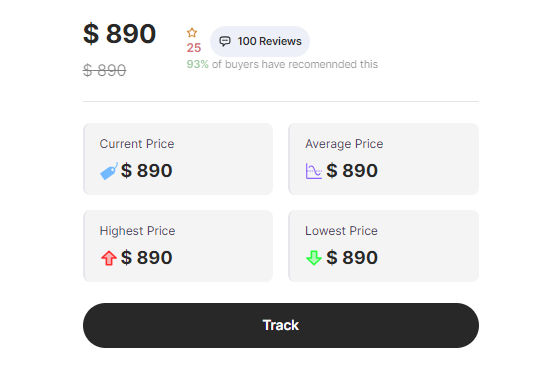 $ 890
$ 890
25
100 Reviews
93% of buyers have recomennded this
Current Price
$ 890
Average Price
$ 890
Highest Price
$ 890
Lowest Price
$ 890
Track